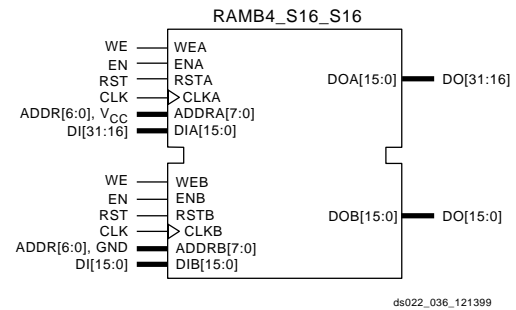 RAMB4_S16_S16
WE WEA
EN ENA
RST RSTA DOA[15:0] DO[31:16]
CLK CLKA
ADDR[6:0], VCC ADDRA[7:0]
DI[31:16] DIA[15:0]
WE WEB
EN ENB
RST RSTB DOB[15:0] DO[15:0]
CLK CLKB
ADDR[6:0], GND ADDRB[7:0]
DI[15:0] DIB[15:0]
ds022_036_121399